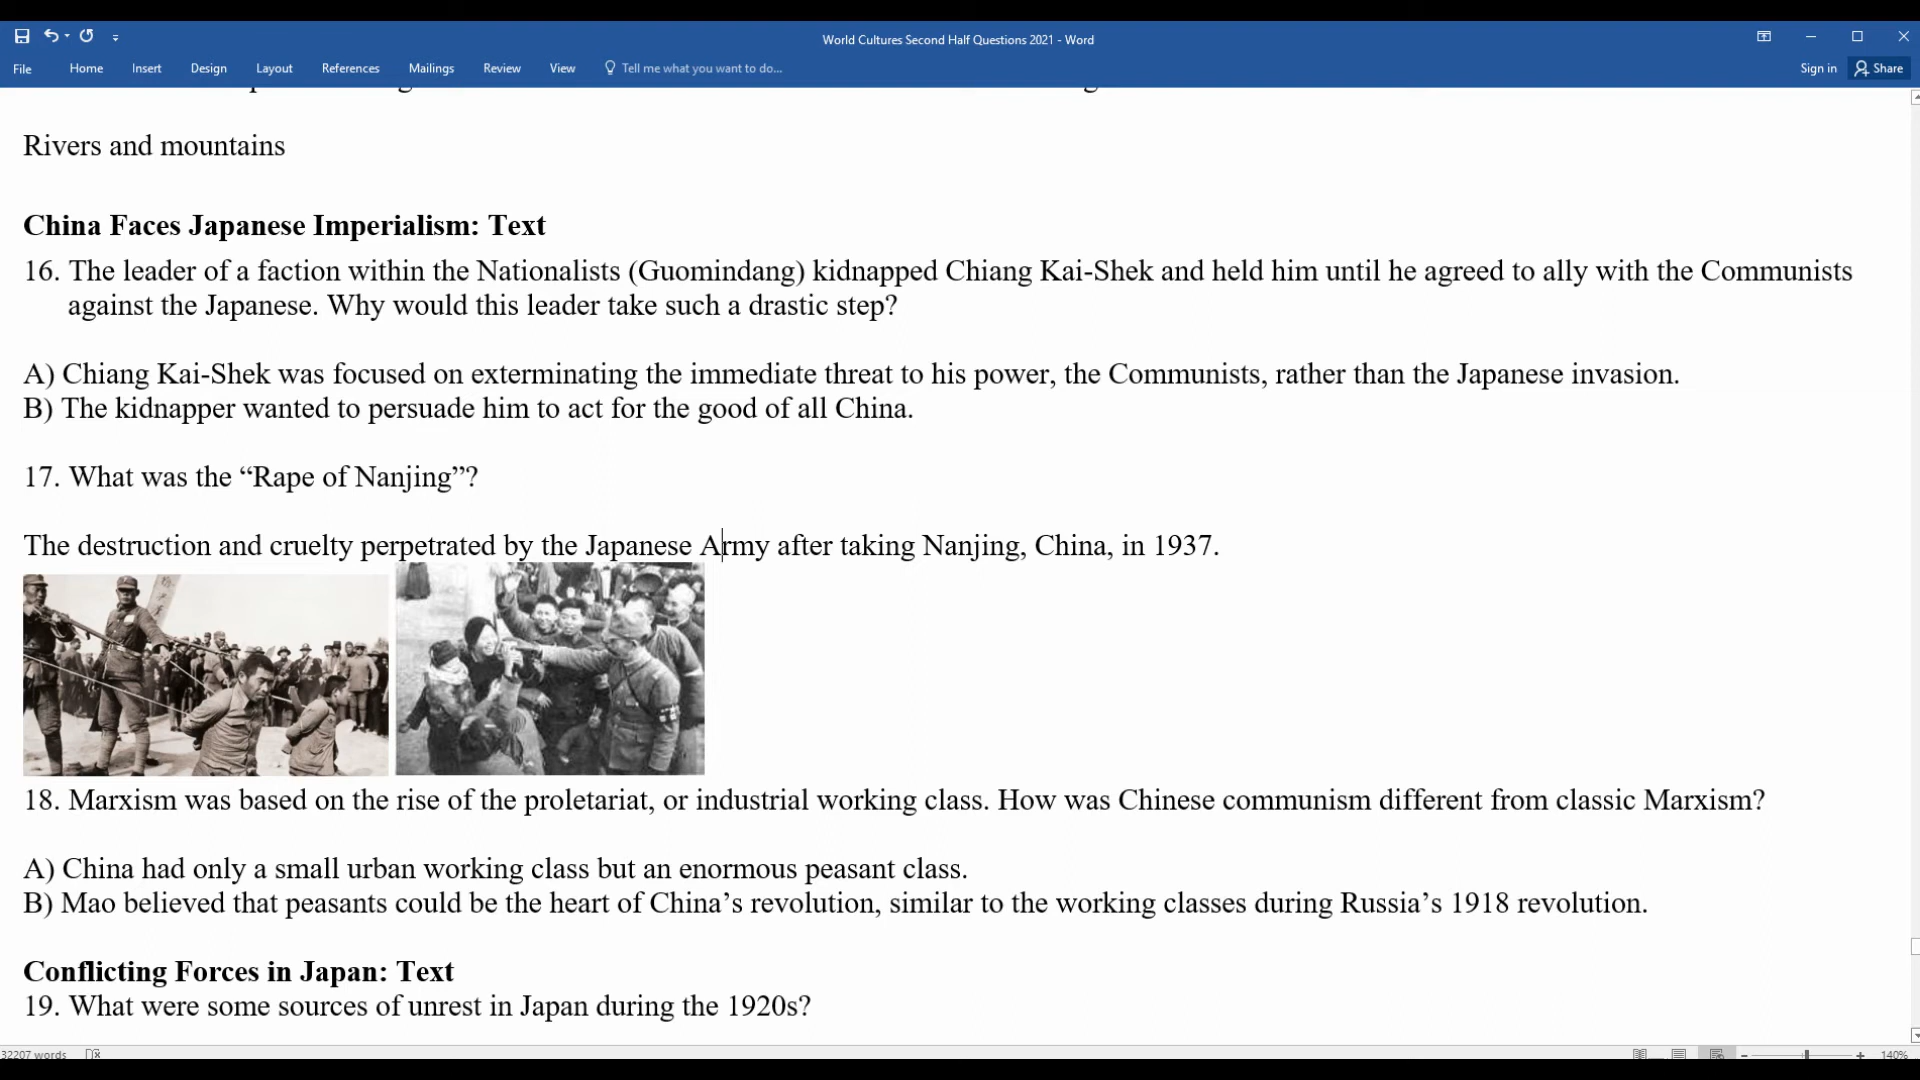 World Cultures Second Half Questions 2021 - Word
File Home Insert Design Layout References Mailings Review View Tell me what you want to do... Sign in Share
Rivers and mountains
China Faces Japanese Imperialism: Text
16. The leader of a faction within the Nationalists (Guomindang) kidnapped Chiang Kai-Shek and held him until he agreed to ally with the Communists
against the Japanese. Why would this leader take such a drastic step?
A) Chiang Kai-Shek was focused on exterminating the immediate threat to his power, the Communists, rather than the Japanese invasion.
B) The kidnapper wanted to persuade him to act for the good of all China.
17. What was the “Rape of Nanjing”?
The destruction and cruelty perpetrated by the Japanese Army after taking Nanjing, China, in 1937.
18. Marxism was based on the rise of the proletariat, or industrial working class. How was Chinese communism different from classic Marxism?
A) China had only a small urban working class but an enormous peasant class.
B) Mao believed that peasants could be the heart of China’s revolution, similar to the working classes during Russia’s 1918 revolution.
Conflicting Forces in Japan: Text
19. What were some sources of unrest in Japan during the 1920s?
32207 words 140%